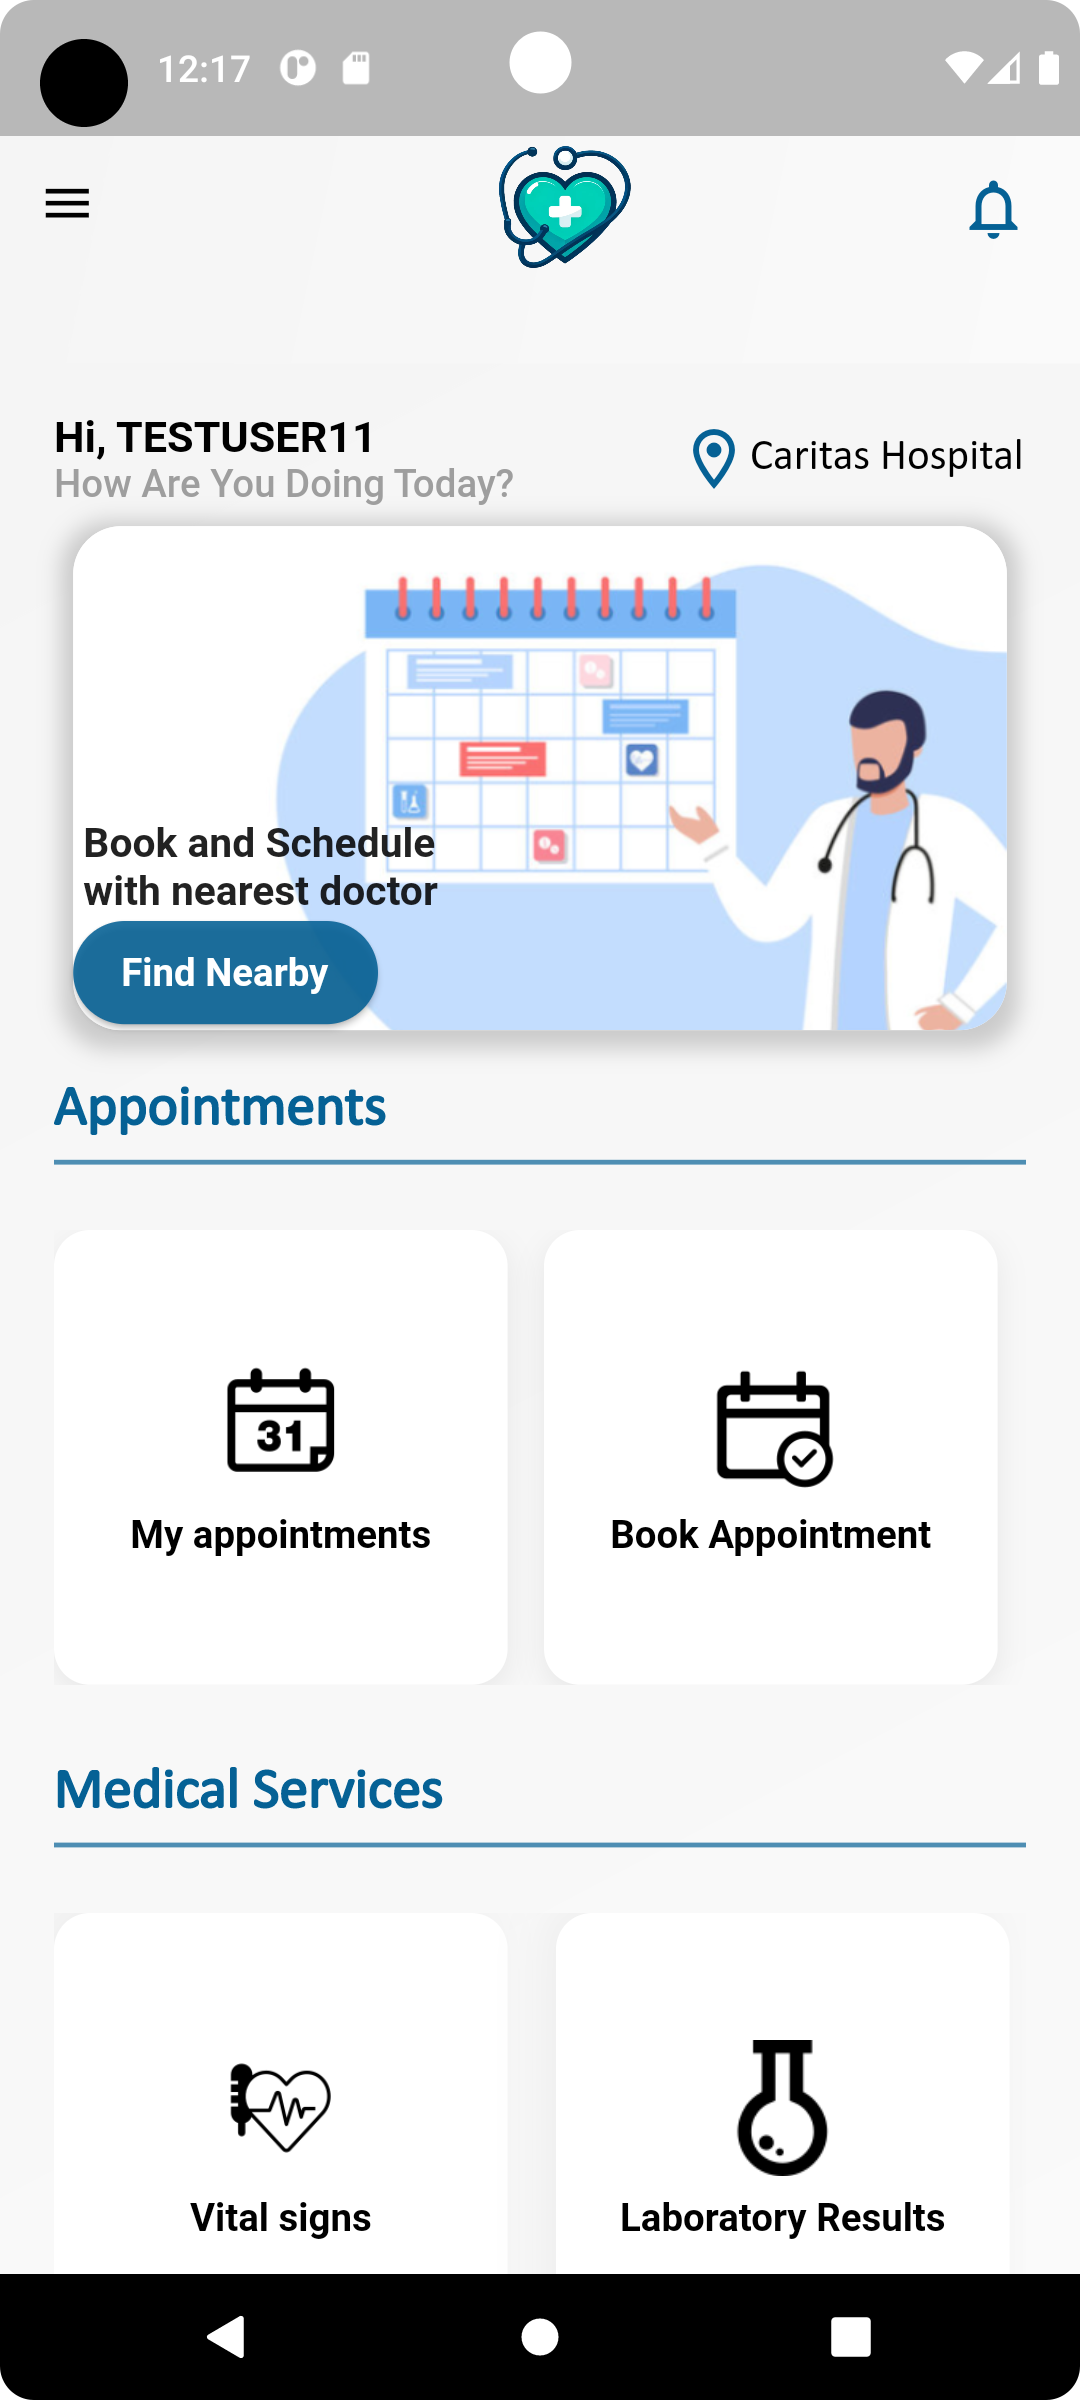 12:17
Hi, TESTUSER11
How Are You Doing Today?
Caritas Hospital
Book and Schedule
with nearest doctor
Find Nearby
Appointments
31
My appointments
Book Appointment
Medical Services
Vital signs
Laboratory Results